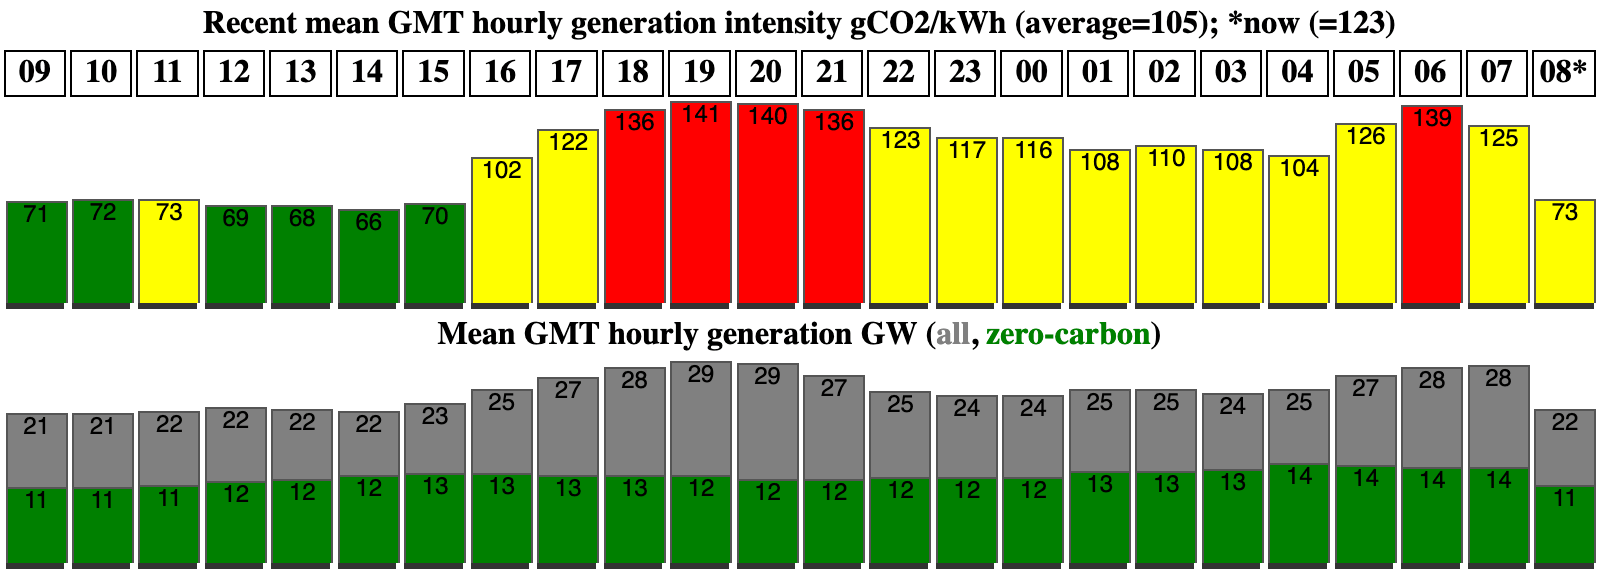 Recent mean GMT hourly generation intensity gCO2/kWh (average=105); *now (=123)
09 10 11 12 13 14 15 16 17 18 19 20 21 22 23 00 01 02 03 04 05 06 07 08*
71 72 73 69 68 66 70 102 122 136 141 140 136 123 117 116 108 110 108 104 126 139 125 73
Mean GMT hourly generation GW (all, zero-carbon)
21 21 22 22 22 22 23 25 27 28 29 29 27 25 24 24 25 25 24 25 27 28 28 22
11 11 11 12 12 12 13 13 13 13 12 12 12 12 12 12 13 13 13 14 14 14 14 11